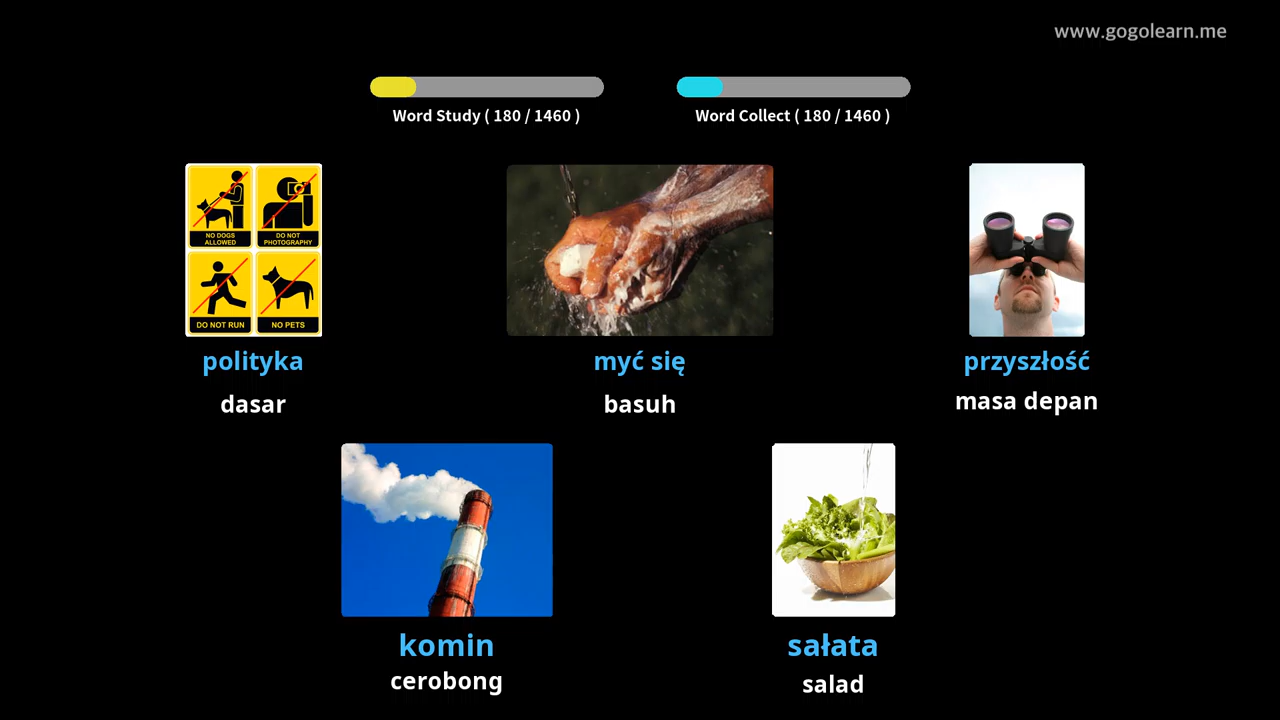 www.gogolearn.me
Word Study ( 180 / 1460 )
Word Collect ( 180 / 1460 )
NO DOGS
ALLOWED
DO NOT
PHOTOGRAPHY
DO NOT RUN
NO PETS
polityka
myć się
przyszłość
dasar
basuh
masa depan
komin
sałata
cerobong
salad